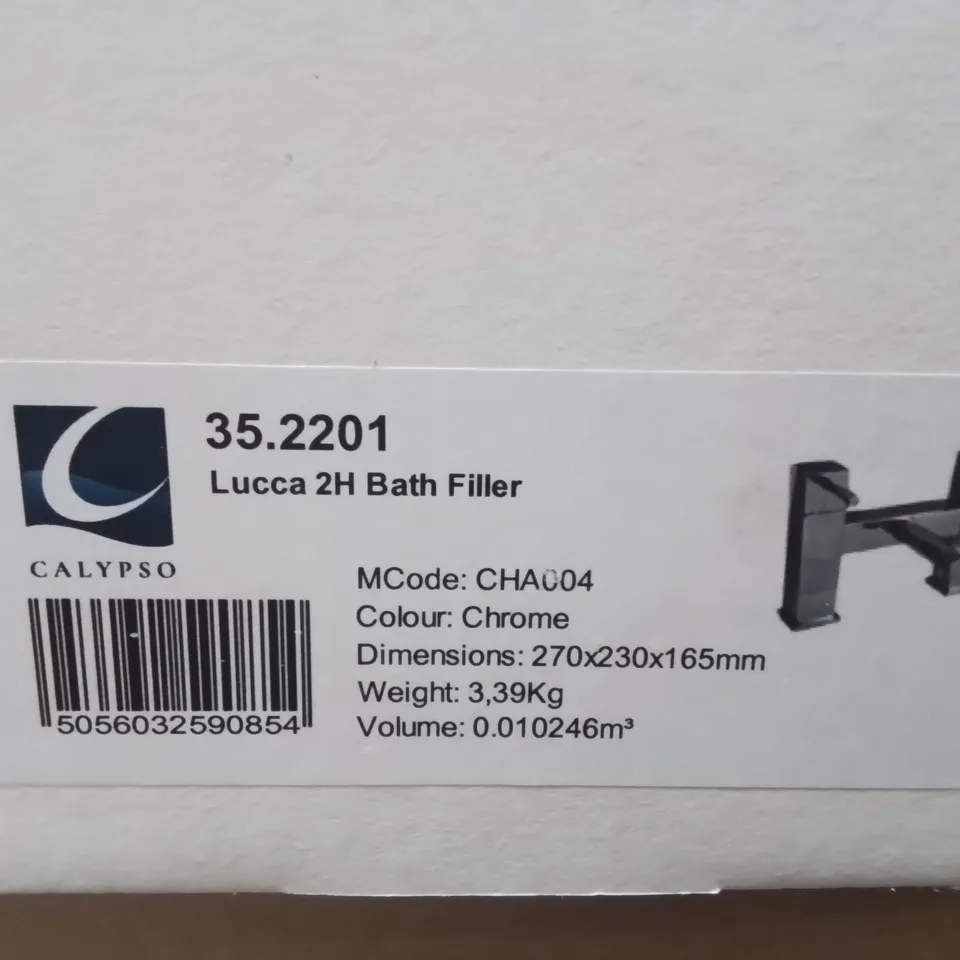 35.2201
Lucca 2H Bath Filler
CALYPSO
MCode: CHA004
Colour: Chrome
Dimensions: 270x230x165mm
Weight: 3,39Kg
Volume: 0.010246m³
5056032590854